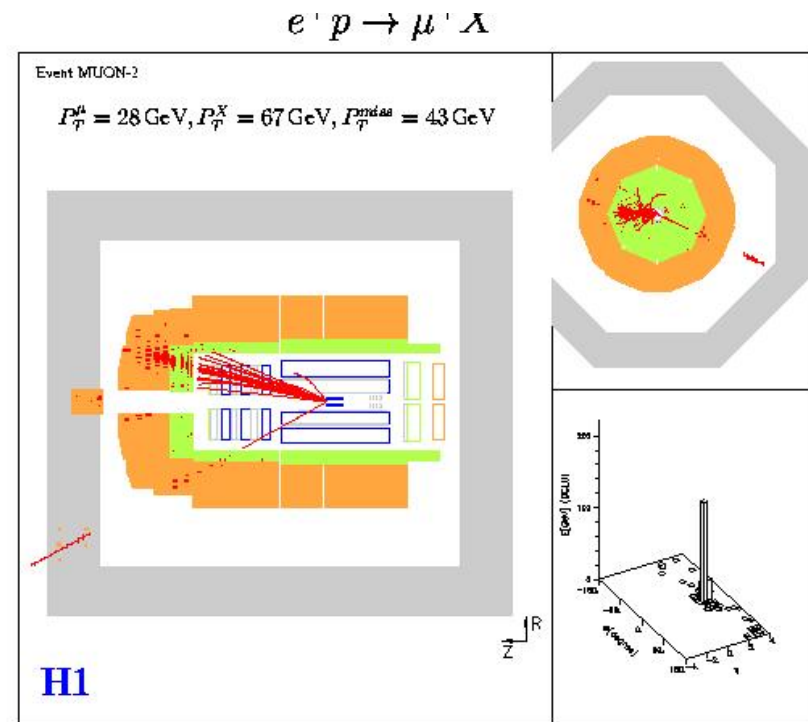 e⁺p → μ⁺X
Event MUON-2
P_T^μ = 28 GeV, P_T^X = 67 GeV, P_T^miss = 43 GeV
R
Z
H1